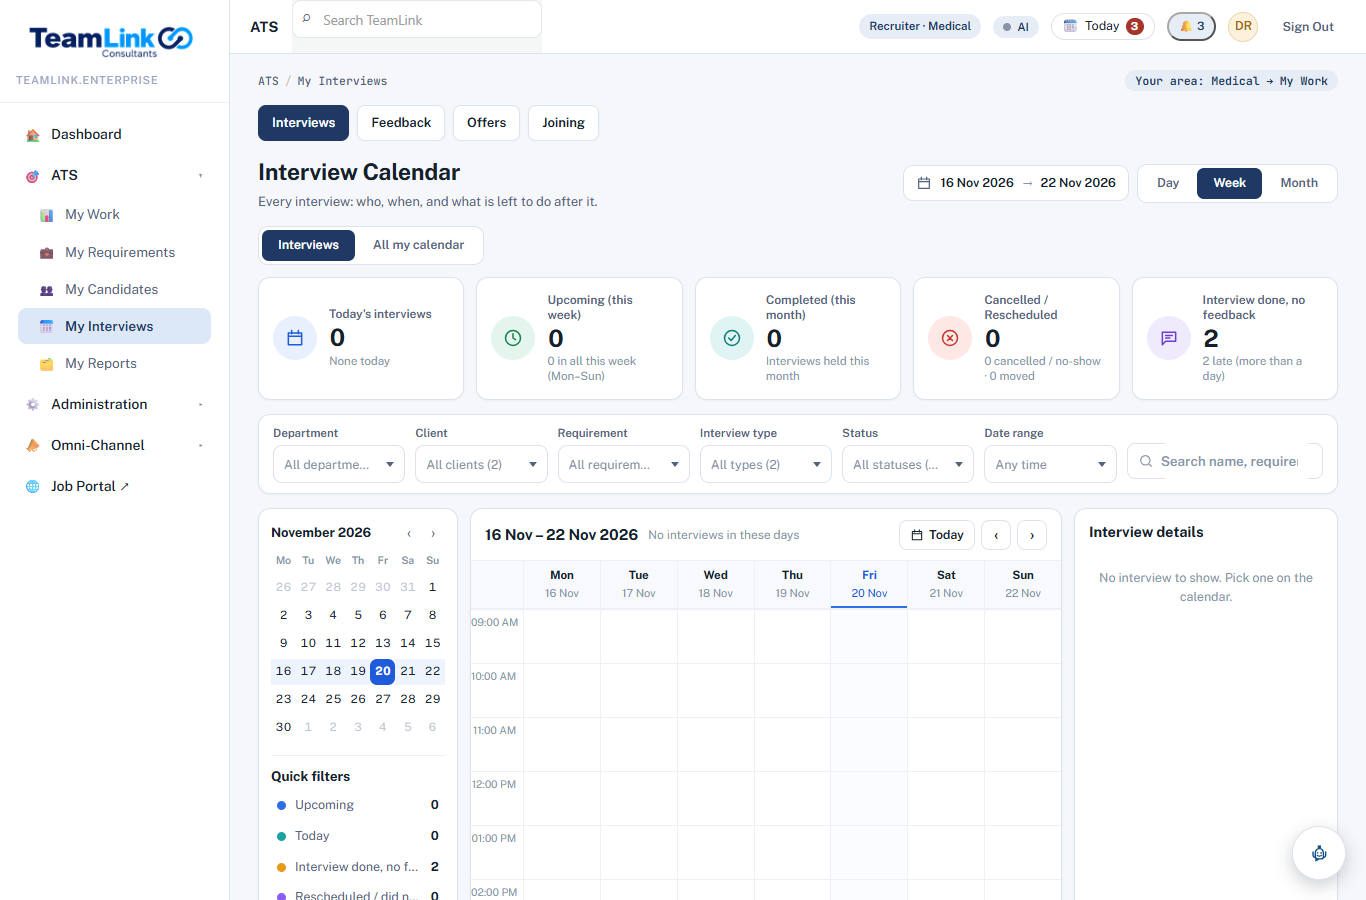 TeamLink
Consultants
TEAMLINK.ENTERPRISE
Dashboard
ATS
My Work
My Requirements
My Candidates
My Interviews
My Reports
Administration
Omni-Channel
Job Portal ↗
ATS
Search TeamLink
Recruiter · Medical
AI
Today 3
3
DR
Sign Out
ATS / My Interviews
Your area: Medical → My Work
Interviews
Feedback
Offers
Joining
Interview Calendar
Every interview: who, when, and what is left to do after it.
16 Nov 2026 → 22 Nov 2026
Day
Week
Month
Interviews
All my calendar
Today's interviews
0
None today
Upcoming (this
week)
0
0 in all this week
(Mon–Sun)
Completed (this
month)
0
Interviews held this
month
Cancelled /
Rescheduled
0
0 cancelled / no-show
· 0 moved
Interview done, no
feedback
2
2 late (more than a
day)
Department
All departme...
Client
All clients (2)
Requirement
All requirem...
Interview type
All types (2)
Status
All statuses (...
Date range
Any time
Search name, require
November 2026 ‹ ›
Mo Tu We Th Fr Sa Su
26 27 28 29 30 31 1
2 3 4 5 6 7 8
9 10 11 12 13 14 15
16 17 18 19 20 21 22
23 24 25 26 27 28 29
30 1 2 3 4 5 6
Quick filters
Upcoming 0
Today 0
Interview done, no f... 2
Rescheduled / did n... 0
16 Nov – 22 Nov 2026 No interviews in these days
Today ‹ ›
Mon Tue Wed Thu Fri Sat Sun
16 Nov 17 Nov 18 Nov 19 Nov 20 Nov 21 Nov 22 Nov
09:00 AM
10:00 AM
11:00 AM
12:00 PM
01:00 PM
02:00 PM
Interview details
No interview to show. Pick one on the
calendar.